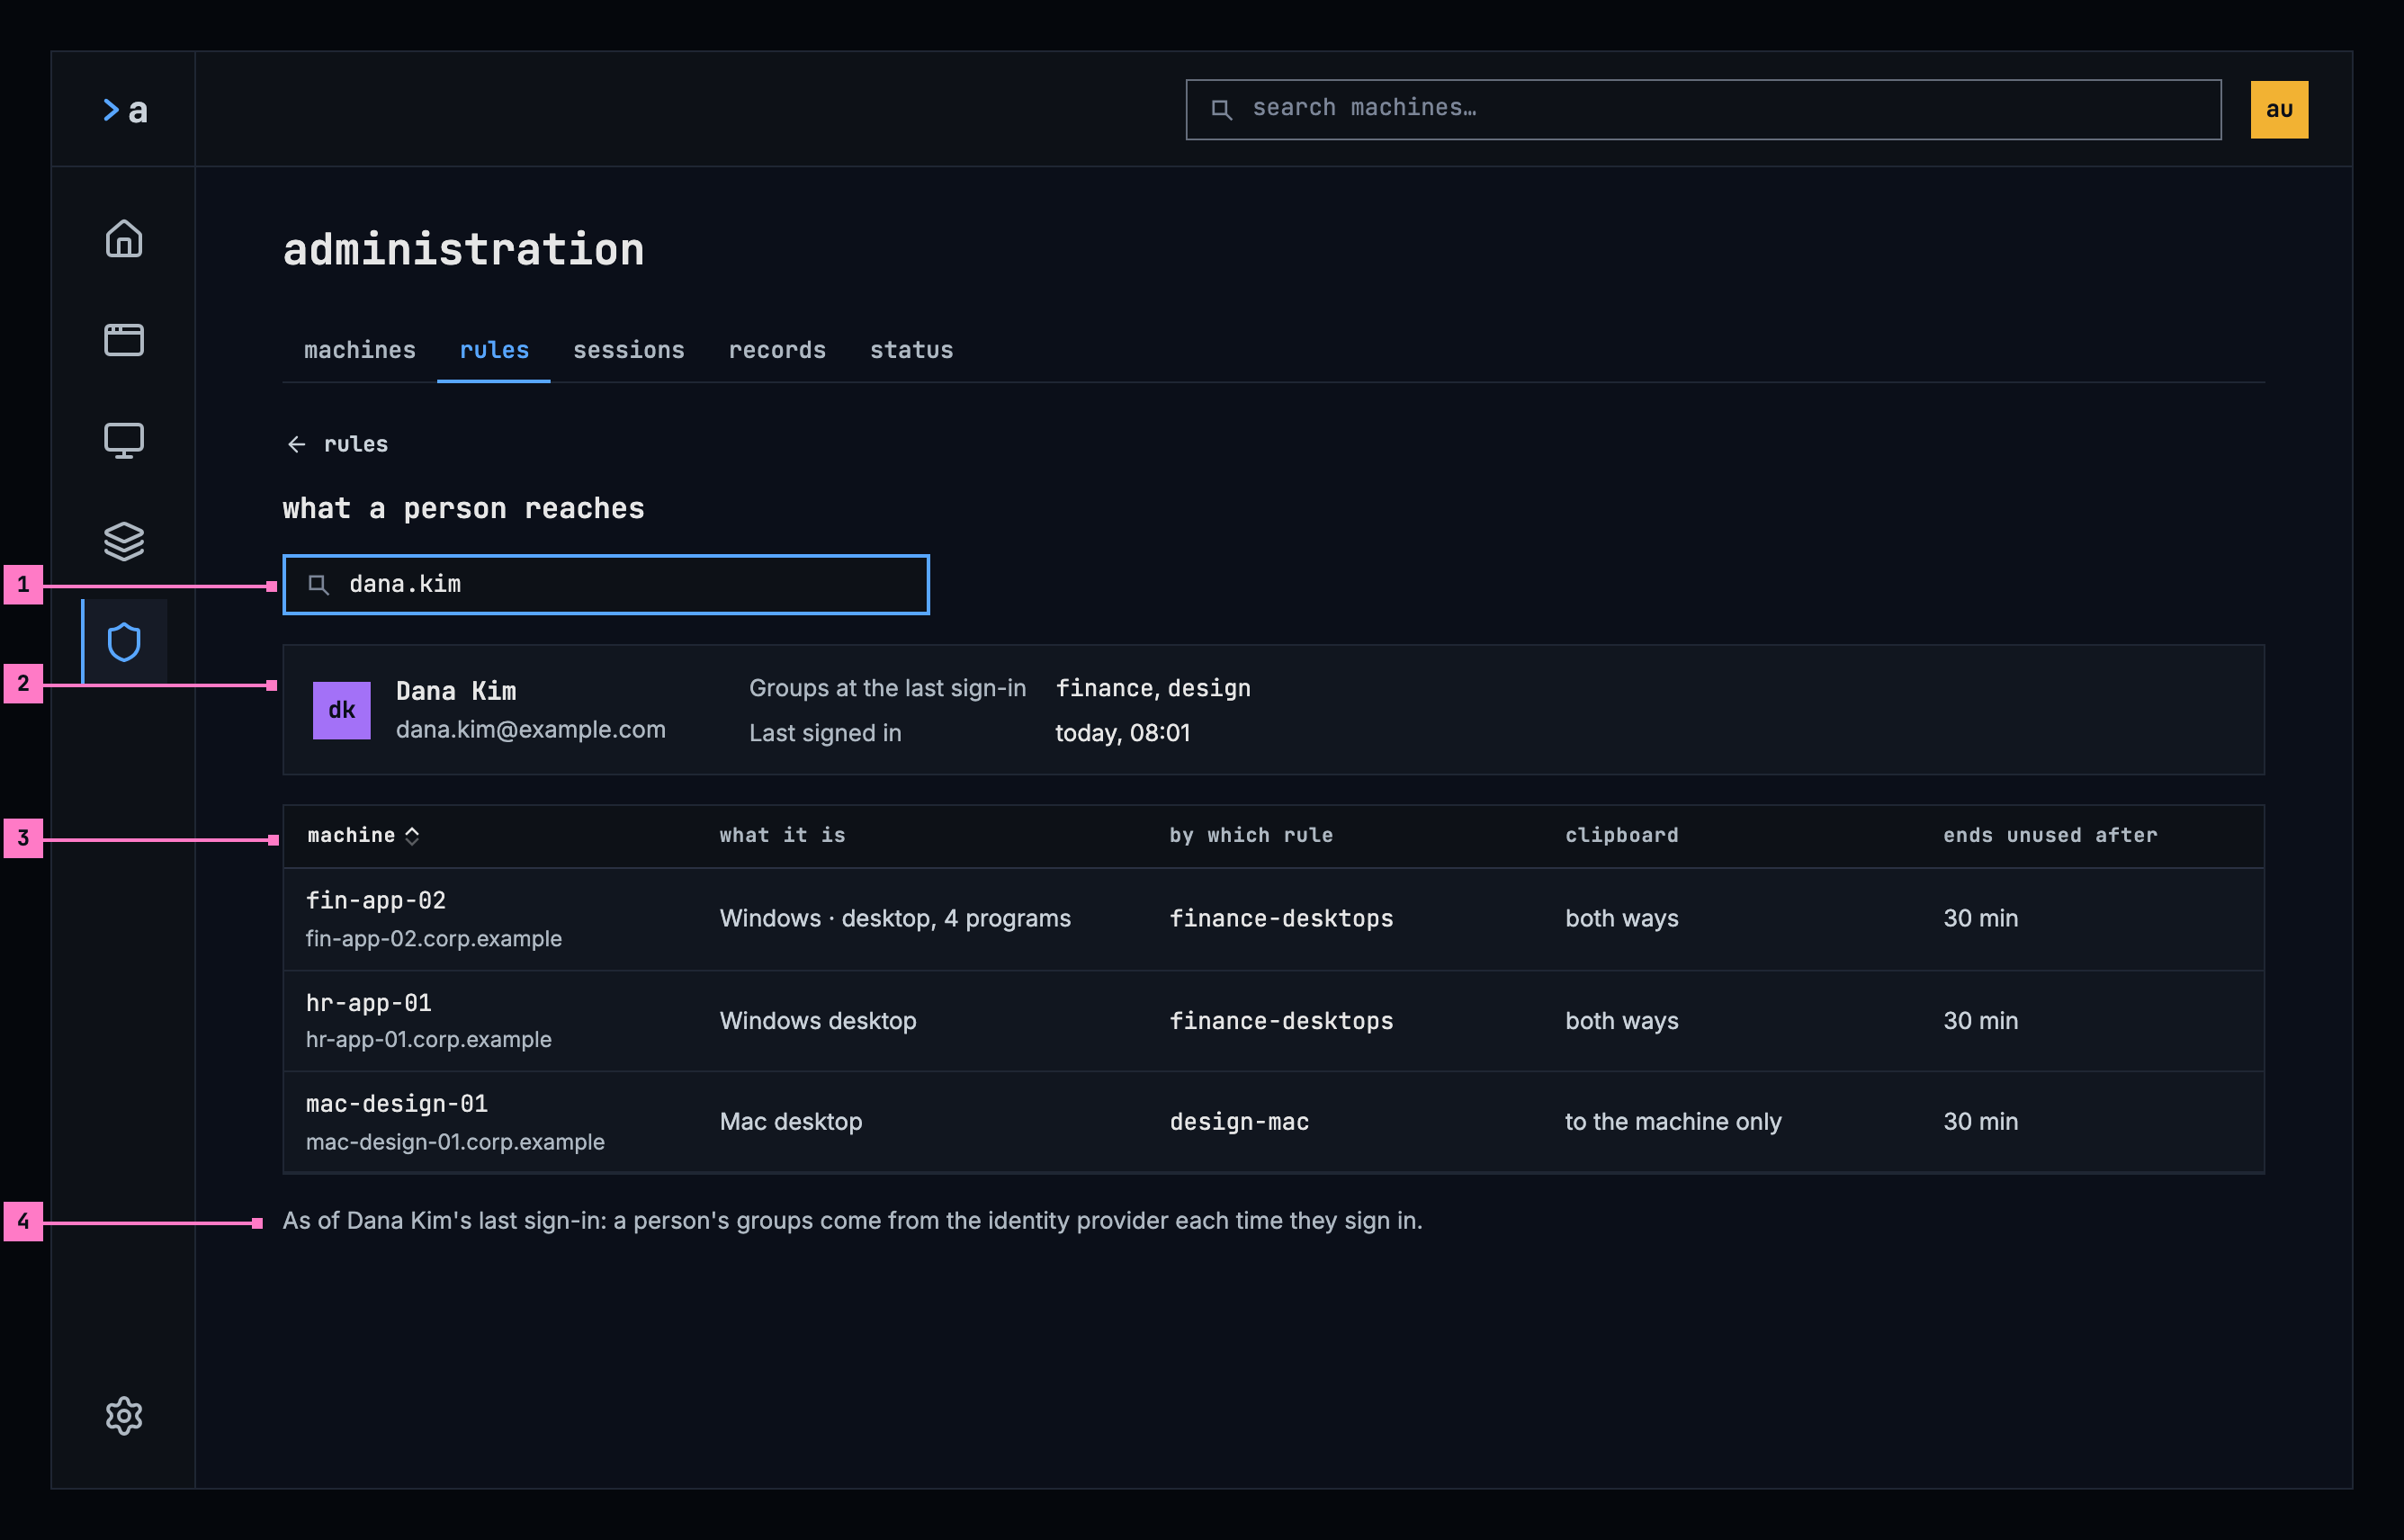 >a
search machines…
au
administration
machines rules sessions records status
← rules
what a person reaches
1
dana.kim
2
dk
Dana Kim
dana.kim@example.com
Groups at the last sign-in finance, design
Last signed in today, 08:01
3
machine what it is by which rule clipboard ends unused after
fin-app-02
fin-app-02.corp.example
Windows · desktop, 4 programs finance-desktops both ways 30 min
hr-app-01
hr-app-01.corp.example
Windows desktop finance-desktops both ways 30 min
mac-design-01
mac-design-01.corp.example
Mac desktop design-mac to the machine only 30 min
4
As of Dana Kim's last sign-in: a person's groups come from the identity provider each time they sign in.